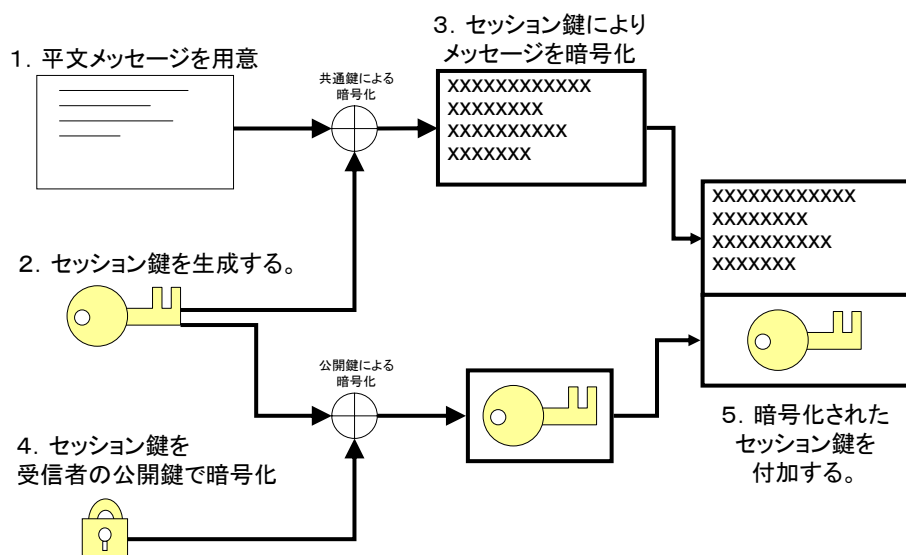 1．平文メッセージを用意
共通鍵による
暗号化
3．セッション鍵により
メッセージを暗号化
XXXXXXXXXXXX
XXXXXXXX
XXXXXXXXXX
XXXXXXX
XXXXXXXXXXXX
XXXXXXXX
XXXXXXXXXX
XXXXXXX
2．セッション鍵を生成する。
公開鍵による
暗号化
4．セッション鍵を
受信者の公開鍵で暗号化
5．暗号化された
セッション鍵を
付加する。